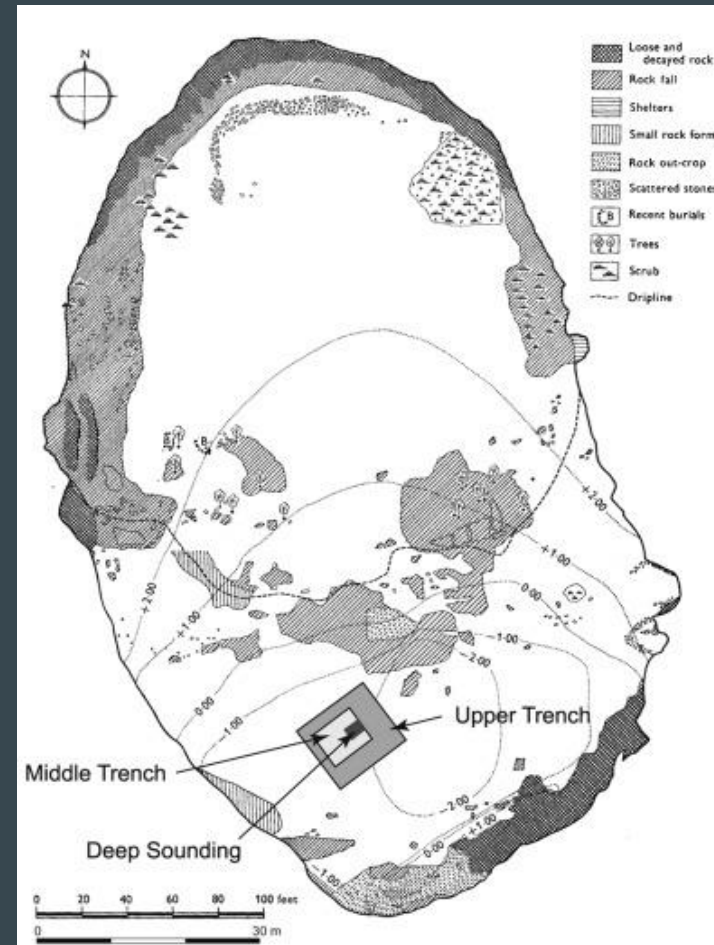 N
Loose and
decayed rock
Rock fall
Shelters
Small rock form
Rock out-crop
Scattered stones
B
Recent burials
Trees
Scrub
Dripline
B
+2·00
+1·00
0·00
-1·00
-2·00
+2·00
+1·00
0·00
-1·00
Upper Trench
Middle Trench
-2·00
Deep Sounding
+1·00
0·00
-1·00
0 20 40 60 80 100 feet
0 30 m